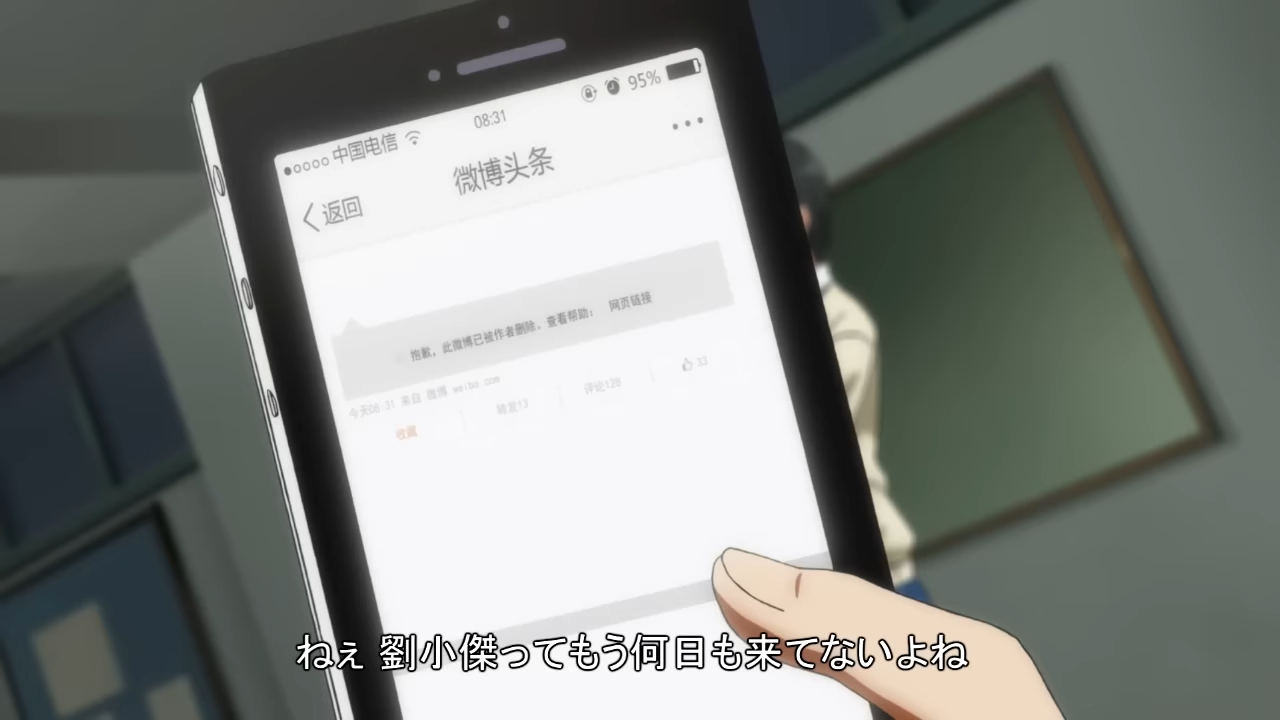 中国电信 08:31 95%
返回 微博头条
抱歉，此微博已被作者删除。查看帮助： 网页链接
今天08:31 来自 微博 weibo.com
收藏 转发13 评论128 33
ねぇ 劉小傑ってもう何日も来てないよね